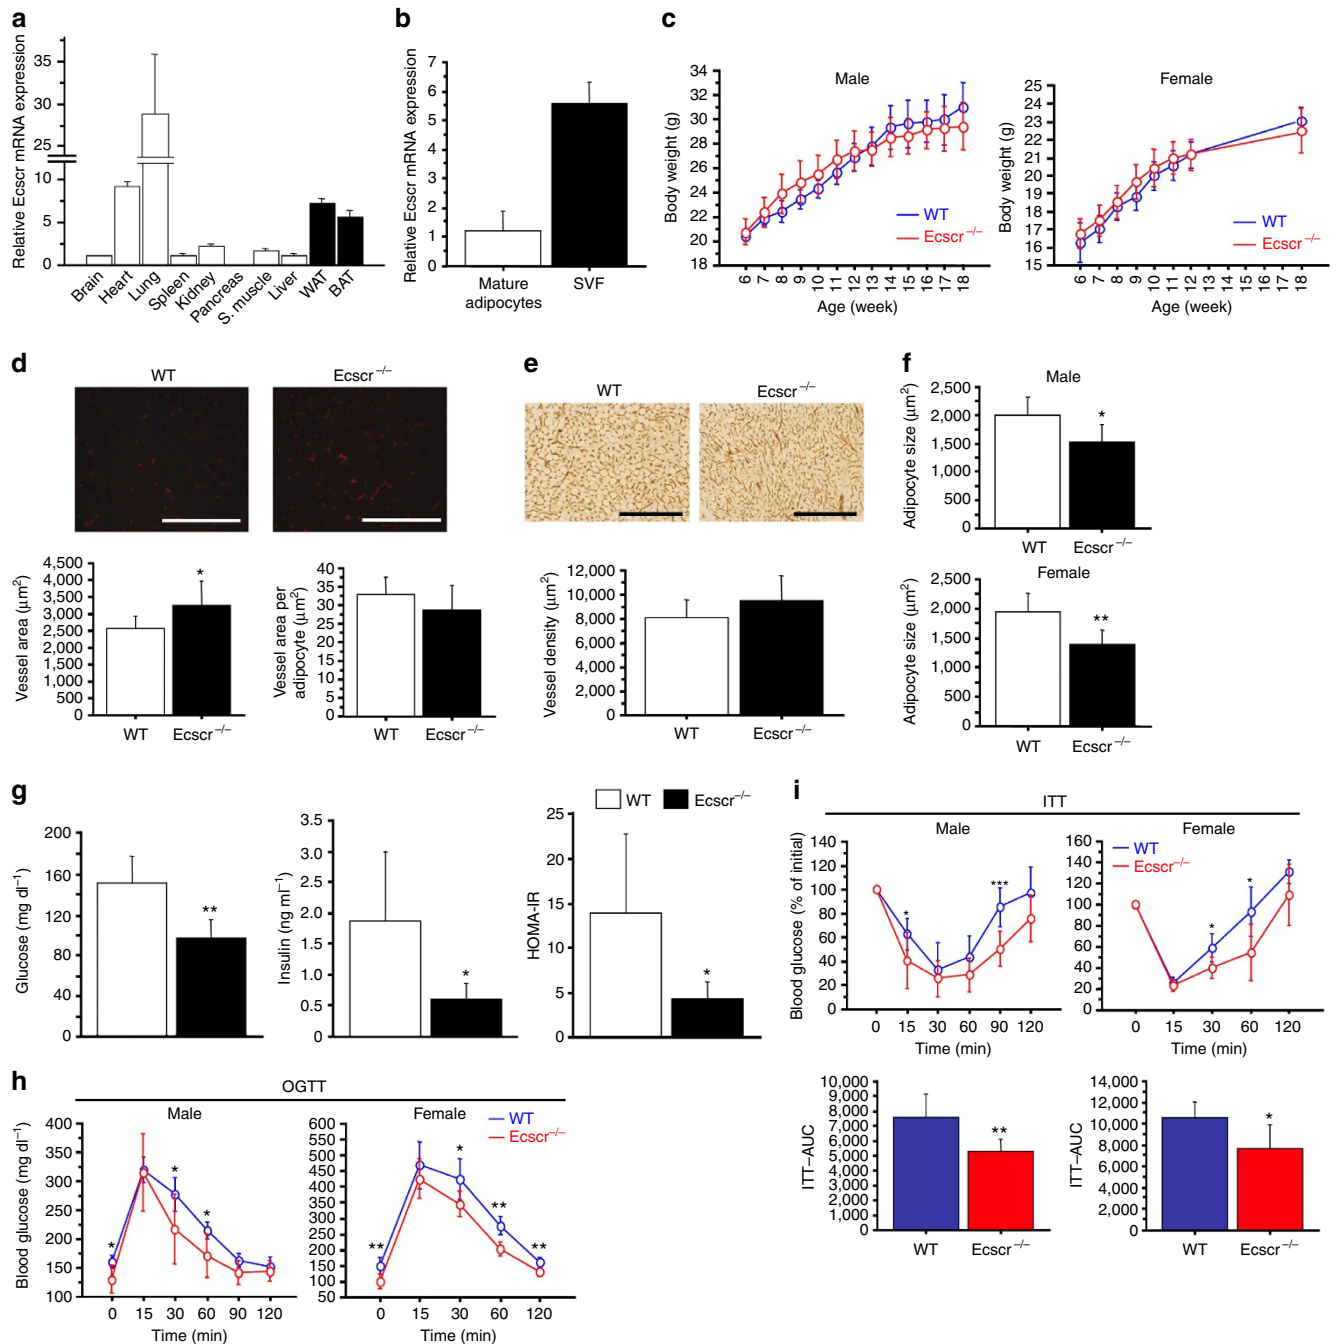 a
Relative Ecscr mRNA expression
35
30
25
10
5
0
Brain
Heart
Lung
Spleen
Kidney
Pancreas
S. muscle
Liver
WAT
BAT
b
Relative Ecscr mRNA expression
7
6
5
4
3
2
1
0
Mature adipocytes
SVF
c
Male
Body weight (g)
34
32
30
28
26
24
22
20
18
WT
Ecscr−/−
6 7 8 9 10 11 12 13 14 15 16 17 18
Age (week)
Female
Body weight (g)
25
24
23
22
21
20
19
18
17
16
15
WT
Ecscr−/−
6 7 8 9 10 11 12 13 14 15 16 17 18
Age (week)
d
WT
Ecscr−/−
Vessel area (μm2)
4,500
4,000
3,500
3,000
2,500
2,000
1,500
1,000
500
0
*
WT
Ecscr−/−
Vessel area per adipocyte (μm2)
40
35
30
25
20
15
10
5
0
WT
Ecscr−/−
e
WT
Ecscr−/−
Vessel density (μm2)
12,000
10,000
8,000
6,000
4,000
2,000
0
WT
Ecscr−/−
f
Male
Adipocyte size (μm2)
2,500
2,000
1,500
1,000
500
0
*
WT
Ecscr−/−
Female
Adipocyte size (μm2)
2,500
2,000
1,500
1,000
500
0
**
WT
Ecscr−/−
g
WT
Ecscr−/−
Glucose (mg dl−1)
200
160
120
80
40
0
**
Insulin (ng ml−1)
3.5
3.0
2.5
2.0
1.5
1.0
0.5
0
*
HOMA-IR
25
20
15
10
5
0
*
h
OGTT
Male
Blood glucose (mg dl−1)
400
350
300
250
200
150
100
* * *
0 15 30 60 90 120
Time (min)
Female
WT
Ecscr−/−
600
550
500
450
400
350
300
250
200
150
100
50
** * ** **
0 15 30 60 120
Time (min)
i
ITT
Male
Blood glucose (% of initial)
140
120
100
80
60
40
20
0
* ***
0 15 30 60 90 120
Time (min)
Female
WT
Ecscr−/−
160
140
120
100
80
60
40
20
0
* *
0 15 30 60 120
Time (min)
ITT–AUC
10,000
9,000
8,000
7,000
6,000
5,000
4,000
3,000
2,000
1,000
0
**
WT
Ecscr−/−
ITT–AUC
14,000
12,000
10,000
8,000
6,000
4,000
2,000
0
*
WT
Ecscr−/−